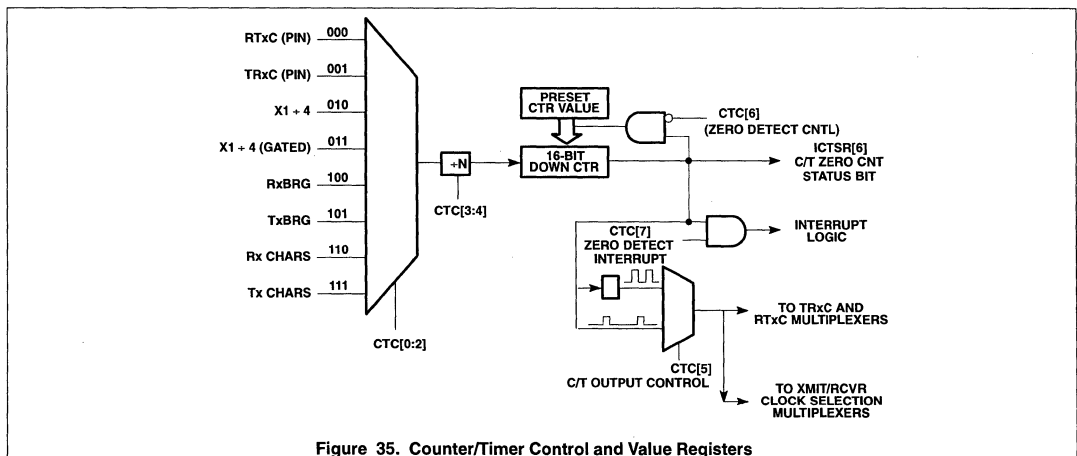 RTxC (PIN) 000
TRxC (PIN) 001
X1 ÷ 4 010
X1 ÷ 4 (GATED) 011
RxBRG 100
TxBRG 101
Rx CHARS 110
Tx CHARS 111
CTC[0:2]
÷N
CTC[3:4]
PRESET
CTR VALUE
16-BIT
DOWN CTR
CTC[6]
(ZERO DETECT CNTL)
ICTSR[6]
C/T ZERO CNT
STATUS BIT
CTC[7]
ZERO DETECT
INTERRUPT
INTERRUPT
LOGIC
TO TRxC AND
RTxC MULTIPLEXERS
CTC[5]
C/T OUTPUT CONTROL
TO XMIT/RCVR
CLOCK SELECTION
MULTIPLEXERS
Figure 35. Counter/Timer Control and Value Registers